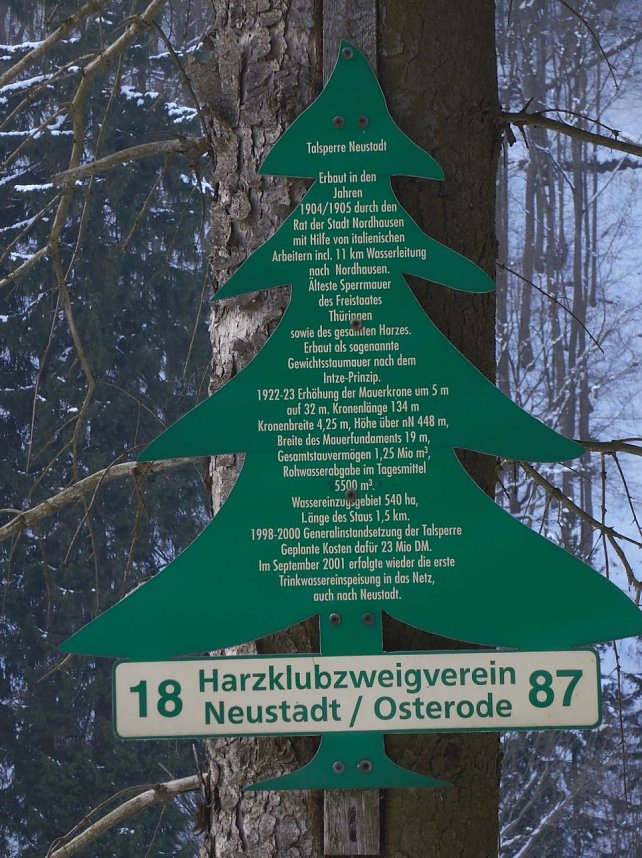 Talsperre Neustadt
Erbaut in den
Jahren
1904/1905 durch den
Rat der Stadt Nordhausen
mit Hilfe von italienischen
Arbeitern incl. 11 km Wasserleitung
nach Nordhausen.
Älteste Sperrmauer
des Freistaates
Thüringen
sowie des gesamten Harzes.
Erbaut als sogenannte
Gewichtsstaumauer nach dem
Intze-Prinzip.
1922-23 Erhöhung der Mauerkrone um 5 m
auf 32 m. Kronenlänge 134 m
Kronenbreite 4,25 m, Höhe über nN 448 m,
Breite des Mauerfundaments 19 m,
Gesamtstauvermögen 1,25 Mio m³,
Rohwasserabgabe im Tagesmittel
5500 m³.
Wassereinzugsgebiet 540 ha,
Länge des Staus 1,5 km.
1998-2000 Generalinstandsetzung der Talsperre
Geplante Kosten dafür 23 Mio DM.
Im September 2001 erfolgte wieder die erste
Trinkwassereinspeisung in das Netz,
auch nach Neustadt.
18 Harzklubzweigverein 87
Neustadt / Osterode